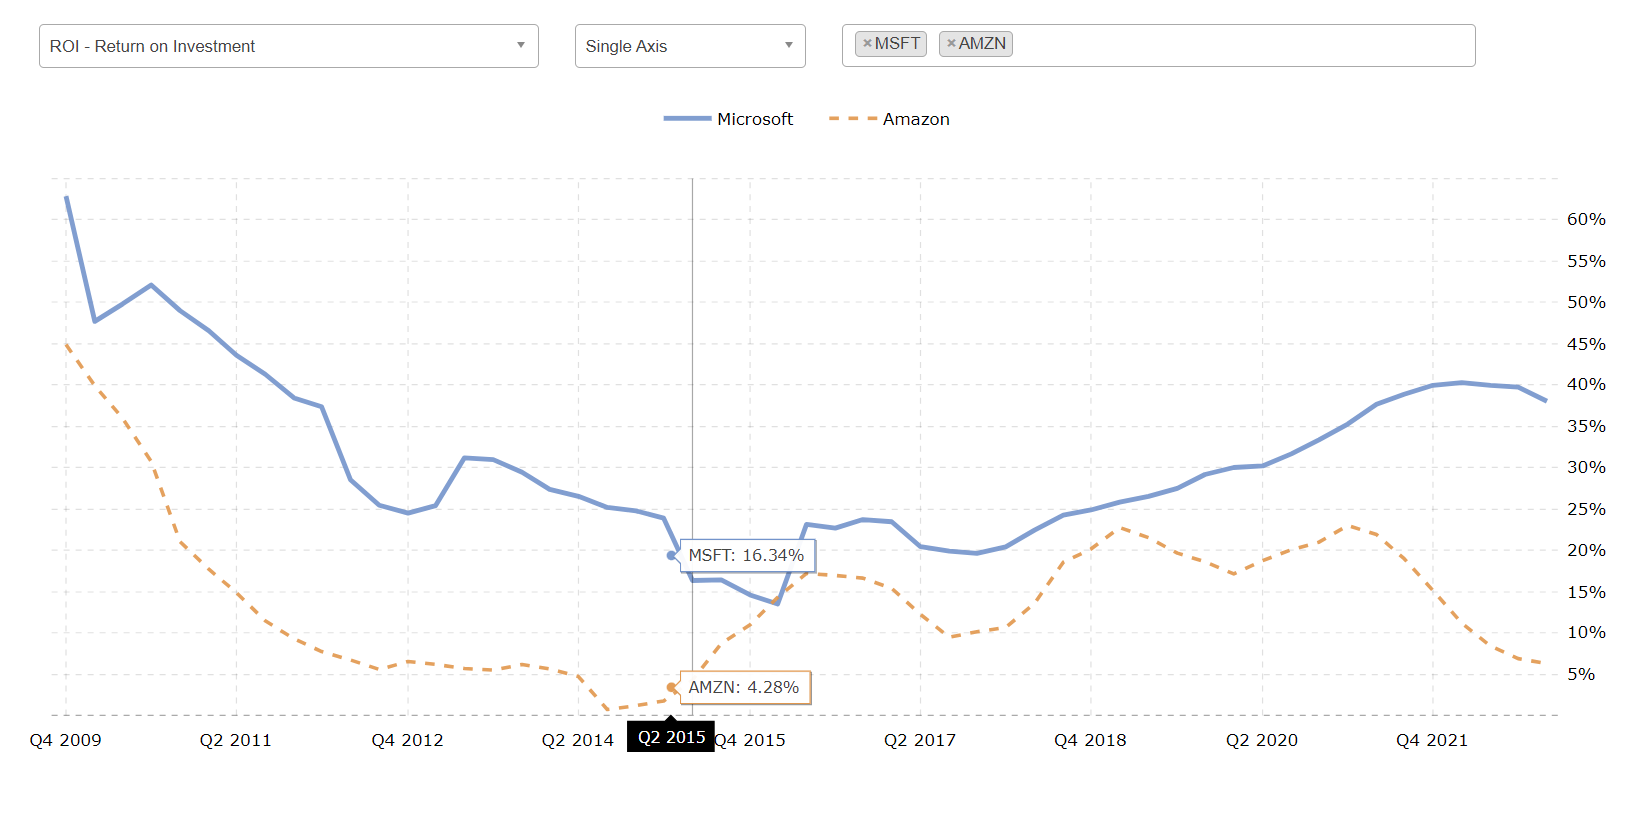 ROI - Return on Investment
Single Axis
×MSFT ×AMZN
Microsoft
Amazon
60%
55%
50%
45%
40%
35%
30%
25%
20%
MSFT: 16.34%
15%
10%
AMZN: 4.28%
5%
Q4 2009
Q2 2011
Q4 2012
Q2 2014
Q2 2015
Q4 2015
Q2 2017
Q4 2018
Q2 2020
Q4 2021